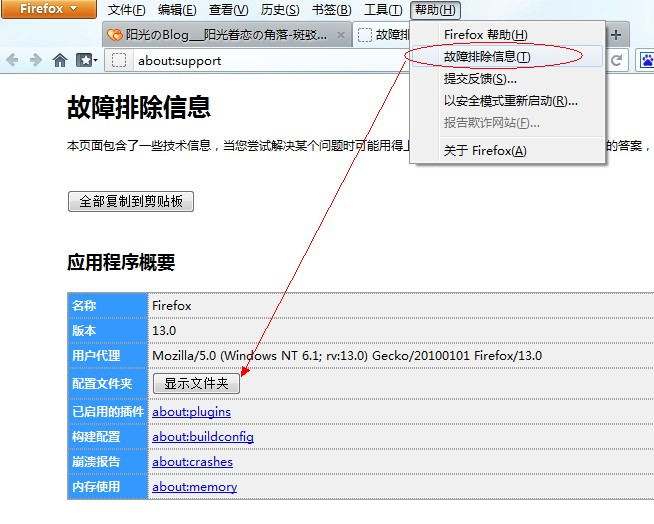 Firefox
文件(F) 编辑(E) 查看(V) 历史(S) 书签(B) 工具(T) 帮助(H)
阳光のBlog___阳光眷恋の角落-斑驳...
故障排
about:support
Firefox 帮助(H)
故障排除信息(T)
提交反馈(S)...
以安全模式重新启动(R)...
报告欺诈网站(F)...
关于 Firefox(A)
故障排除信息
本页面包含了一些技术信息，当您尝试解决某个问题时可能用得上
的答案，
全部复制到剪贴板
应用程序概要
名称 Firefox
版本 13.0
用户代理 Mozilla/5.0 (Windows NT 6.1; rv:13.0) Gecko/20100101 Firefox/13.0
配置文件夹 显示文件夹
已启用的插件 about:plugins
构建配置 about:buildconfig
崩溃报告 about:crashes
内存使用 about:memory